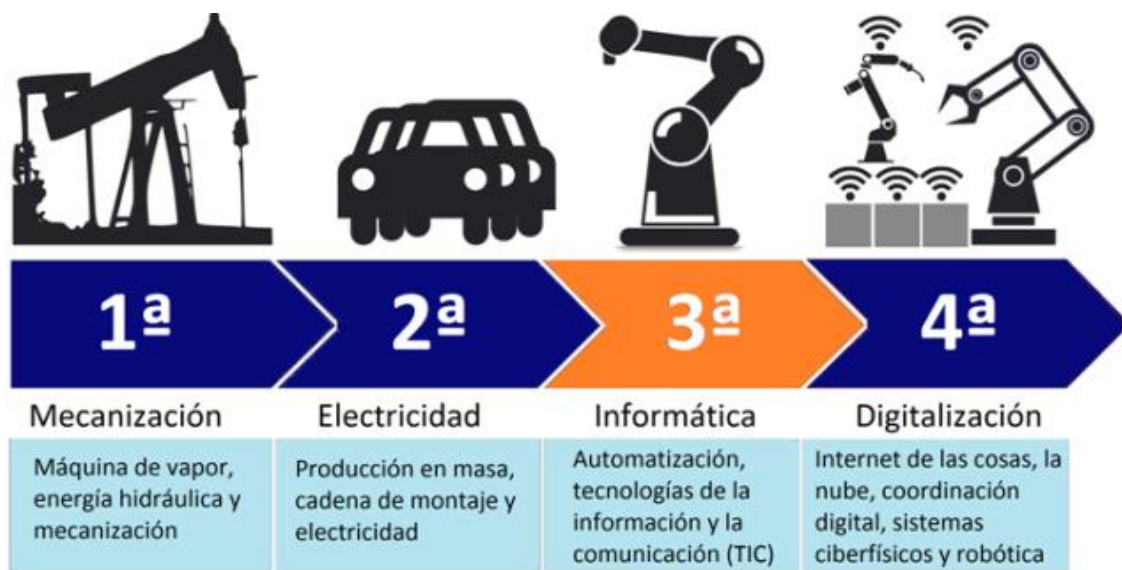 1ª
2ª
3ª
4ª
Mecanización
Electricidad
Informática
Digitalización
Máquina de vapor,
energía hidráulica y
mecanización
Producción en masa,
cadena de montaje y
electricidad
Automatización,
tecnologías de la
información y la
comunicación (TIC)
Internet de las cosas, la
nube, coordinación
digital, sistemas
ciberfísicos y robótica